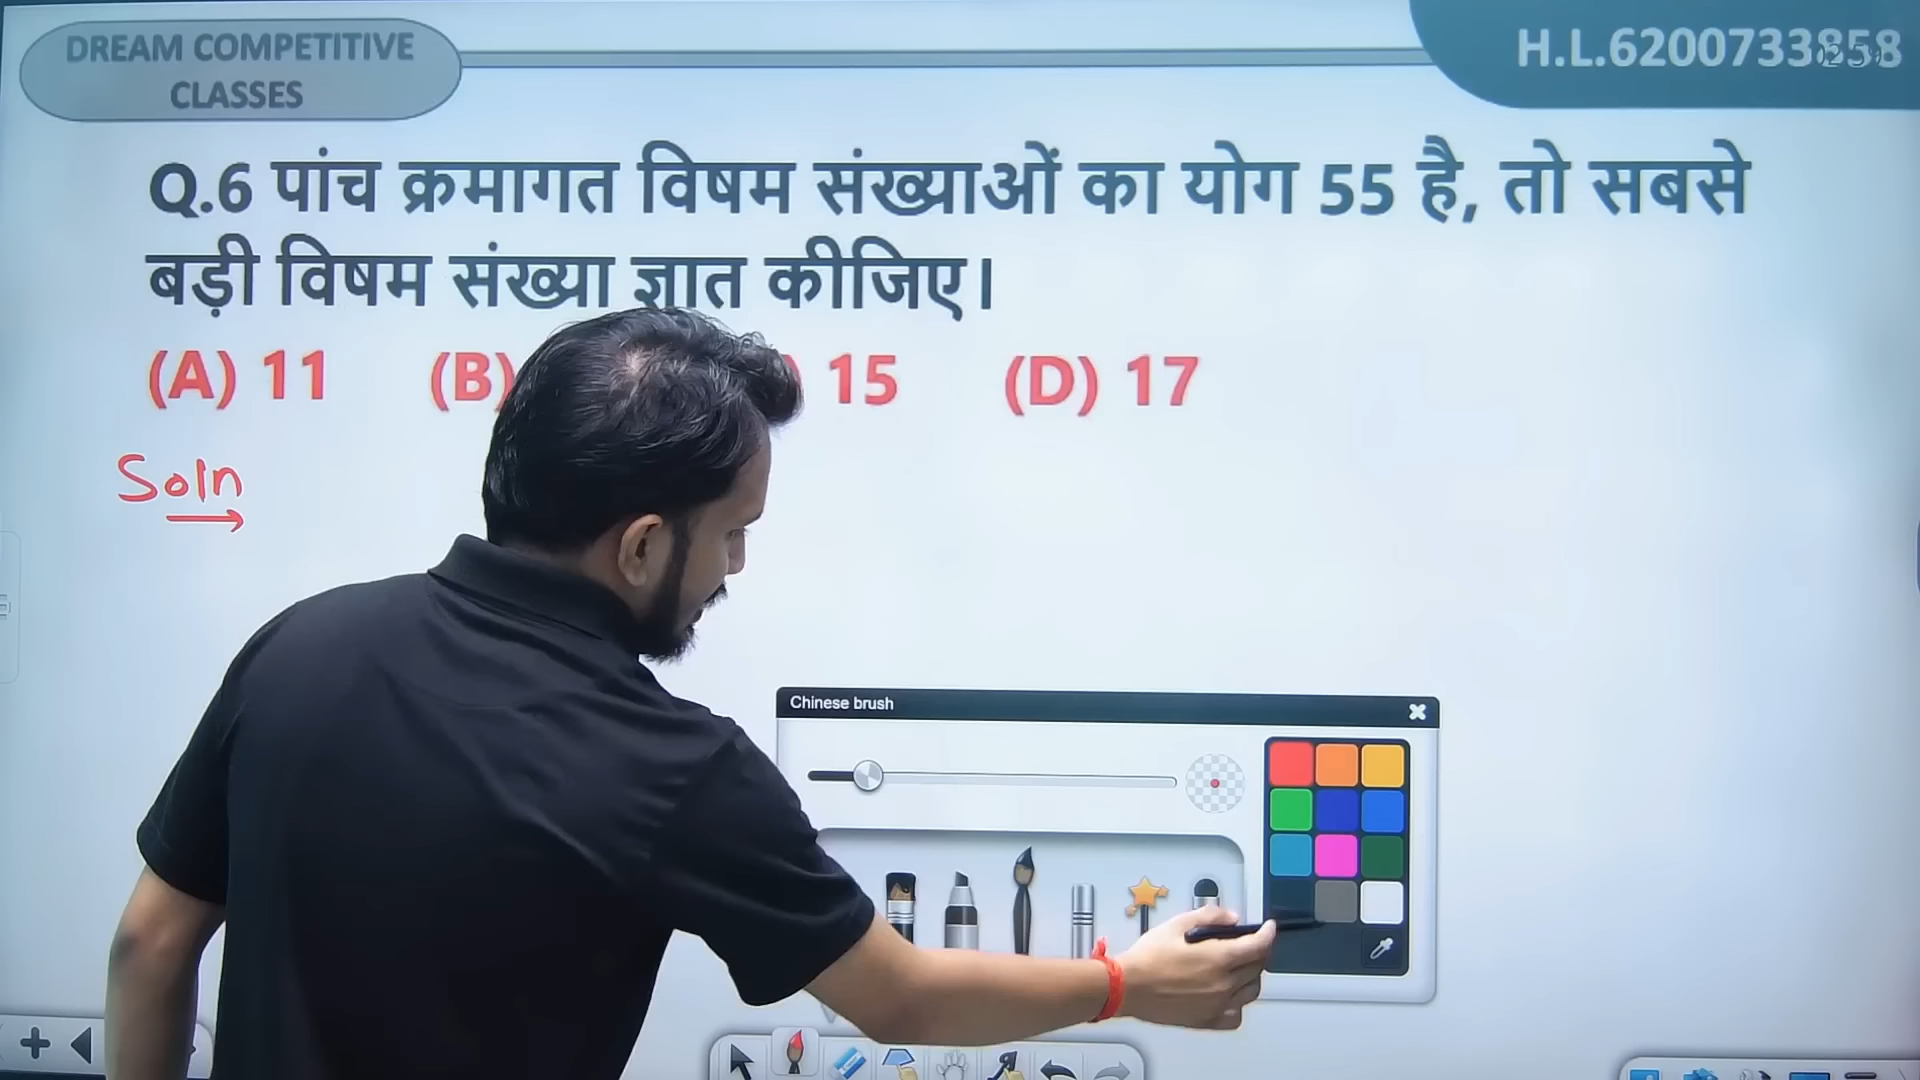 DREAM COMPETITIVE
CLASSES
H.L.6200733858
Q.6 पांच क्रमागत विषम संख्याओं का योग 55 है, तो सबसे
बड़ी विषम संख्या ज्ञात कीजिए।
(A) 11 (B) 15 (D) 17
Soln
Chinese brush